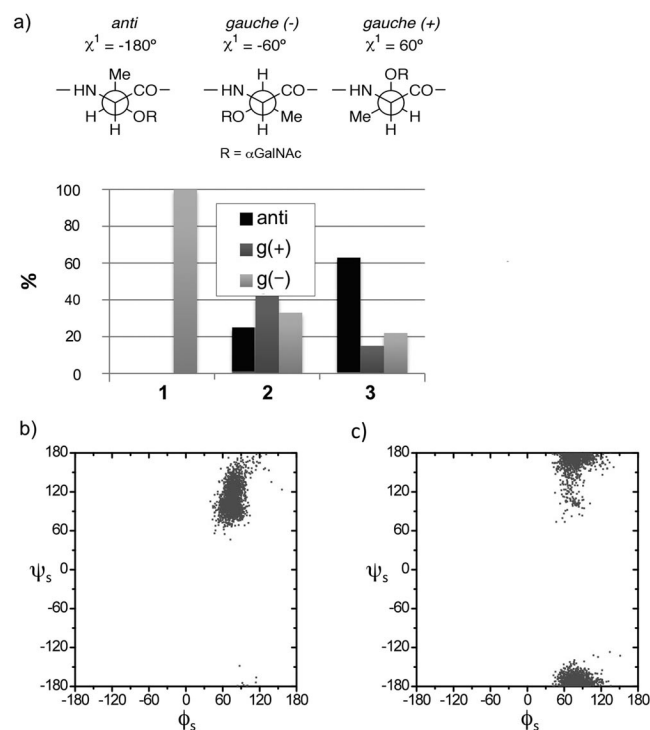 a)
anti gauche (-) gauche (+)
χ¹ = -180º χ¹ = -60º χ¹ = 60º
Me H OR
HN CO HN CO HN CO
H OR RO Me Me H
H H H
R = αGalNAc
100
80
60
40
20
0
%
anti
g(+)
g(−)
1 2 3
b) c)
180
120
60
0
-60
-120
-180
ψs
-180 -120 -60 0 60 120 180
ϕs
180
120
60
0
-60
-120
-180
ψs
-180 -120 -60 0 60 120 180
ϕs